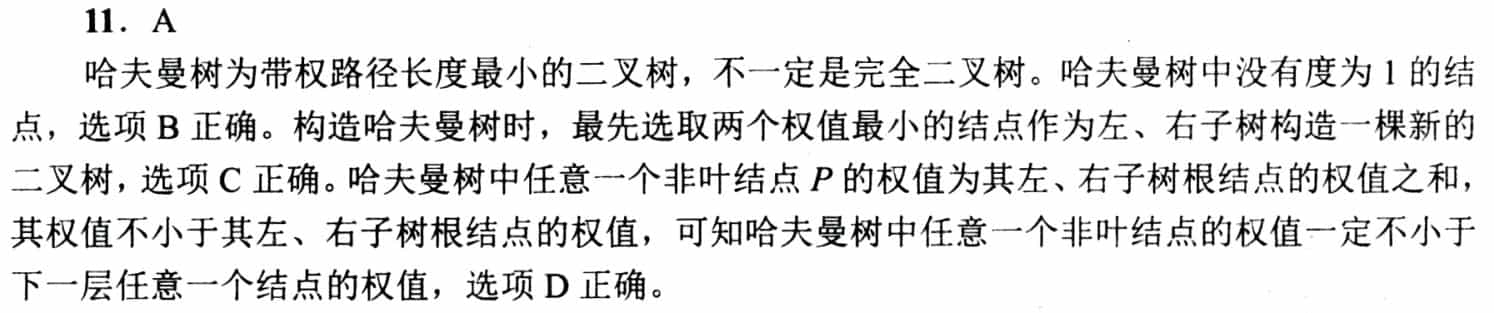 11. A
哈夫曼树为带权路径长度最小的二叉树，不一定是完全二叉树。哈夫曼树中没有度为 1 的结
点，选项 B 正确。构造哈夫曼树时，最先选取两个权值最小的结点作为左、右子树构造一棵新的
二叉树，选项 C 正确。哈夫曼树中任意一个非叶结点 P 的权值为其左、右子树根结点的权值之和，
其权值不小于其左、右子树根结点的权值，可知哈夫曼树中任意一个非叶结点的权值一定不小于
下一层任意一个结点的权值，选项 D 正确。